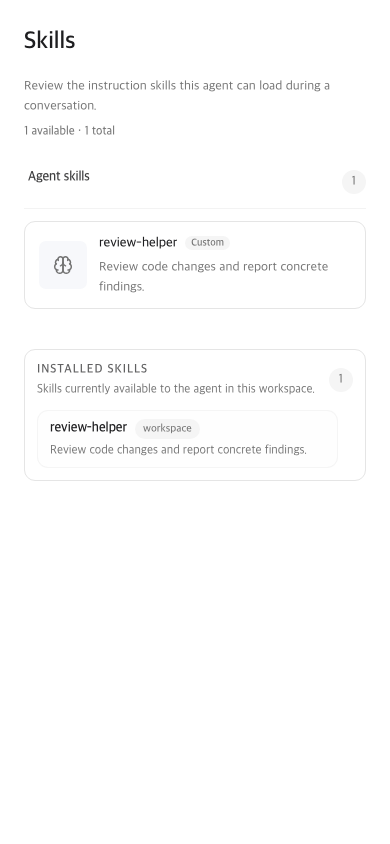 Skills
Review the instruction skills this agent can load during a
conversation.
1 available · 1 total
Agent skills
1
review-helper
Custom
Review code changes and report concrete
findings.
INSTALLED SKILLS
1
Skills currently available to the agent in this workspace.
review-helper
workspace
Review code changes and report concrete findings.